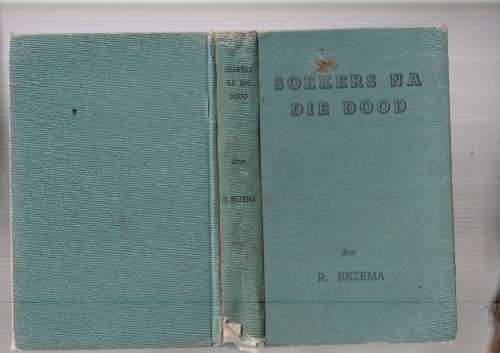 SOEKERS
NA DIE
DOOD
deur
R. BEZEMA
SOEKERS NA
DIE DOOD
deur
R. BEZEMA